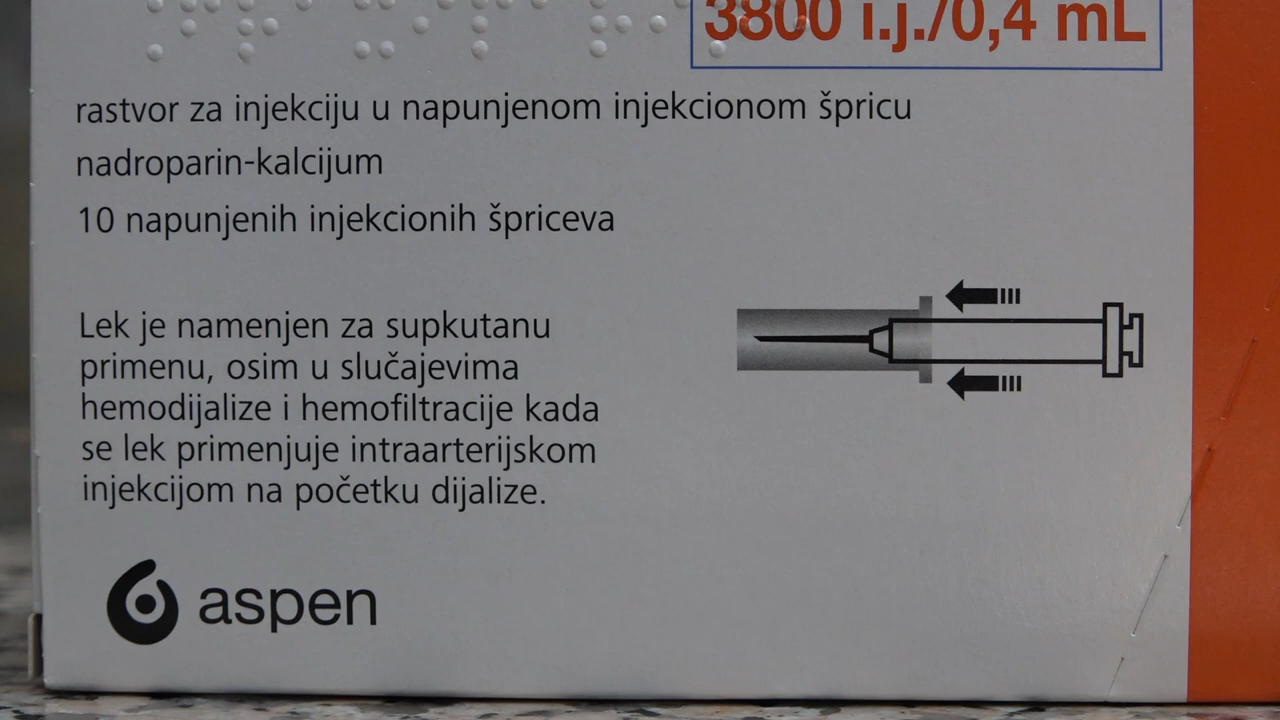 3800 i.j./0,4 mL
rastvor za injekciju u napunjenom injekcionom špricu
nadroparin-kalcijum
10 napunjenih injekcionih špriceva
Lek je namenjen za supkutanu
primenu, osim u slučajevima
hemodijalize i hemofiltracije kada
se lek primenjuje intraarterijskom
injekcijom na početku dijalize.
aspen